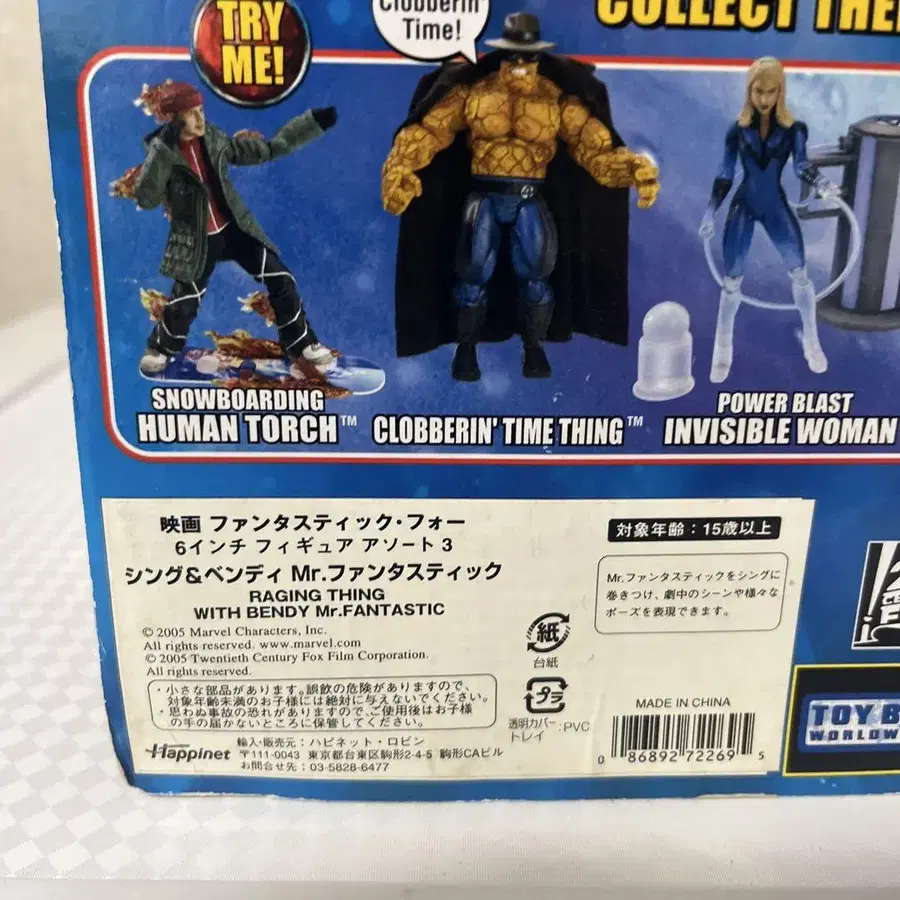 TRY
ME!
Clobberin'
Time!
COLLECT THE
SNOWBOARDING
HUMAN TORCH™
CLOBBERIN' TIME THING™
POWER BLAST
INVISIBLE WOMAN
映画 ファンタスティック・フォー
6インチ フィギュア アソート 3
シング&ベンディ Mr.ファンタスティック
RAGING THING
WITH BENDY Mr.FANTASTIC
© 2005 Marvel Characters, Inc.
All rights reserved. www.marvel.com
© 2005 Twentieth Century Fox Film Corporation.
All rights reserved.
・小さな部品があります。誤飲の危険がありますので、
対象年齢未満のお子様には絶対に与えないでください。
・思わぬ事故の恐れがありますので、ご使用後はお子様
の手の届かないところに保管してください。
Happinet
輸入・販売元：ハピネット・ロビン
〒111-0043 東京都台東区駒形2-4-5 駒形CAビル
お問合せ先：03-5828-6477
対象年齢：15歳以上
Mr.ファンタスティックをシングに
巻きつけ、劇中のシーンや様々な
ポーズを表現できます。
紙
台紙
プラ
透明カバー
トレイ
:PVC
MADE IN CHINA
0 86892 72269 5
TOY B
WORLDW